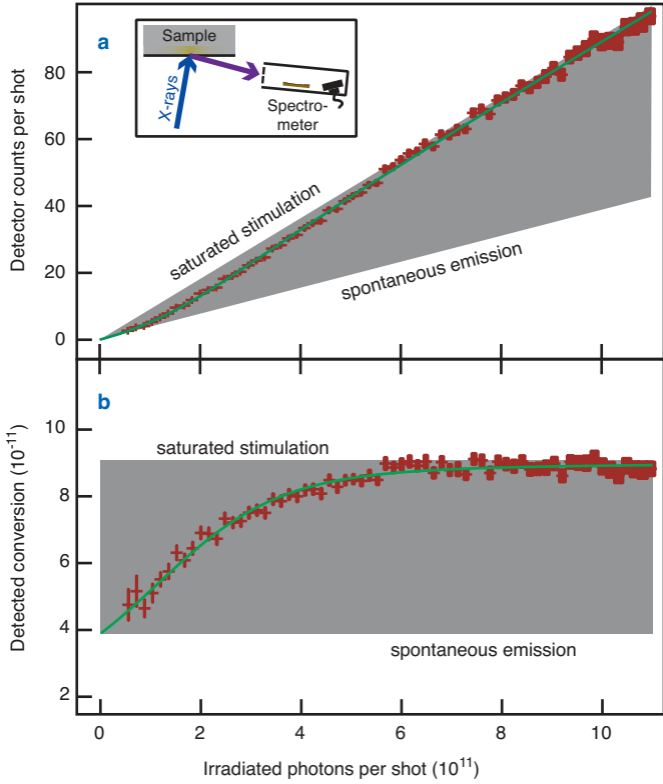 a
Sample
X-rays
Spectro-
meter
Detector counts per shot
80
60
40
20
0
saturated stimulation
spontaneous emission
b
Detected conversion (10⁻¹¹)
10
8
6
4
2
saturated stimulation
spontaneous emission
0 2 4 6 8 10
Irradiated photons per shot (10¹¹)